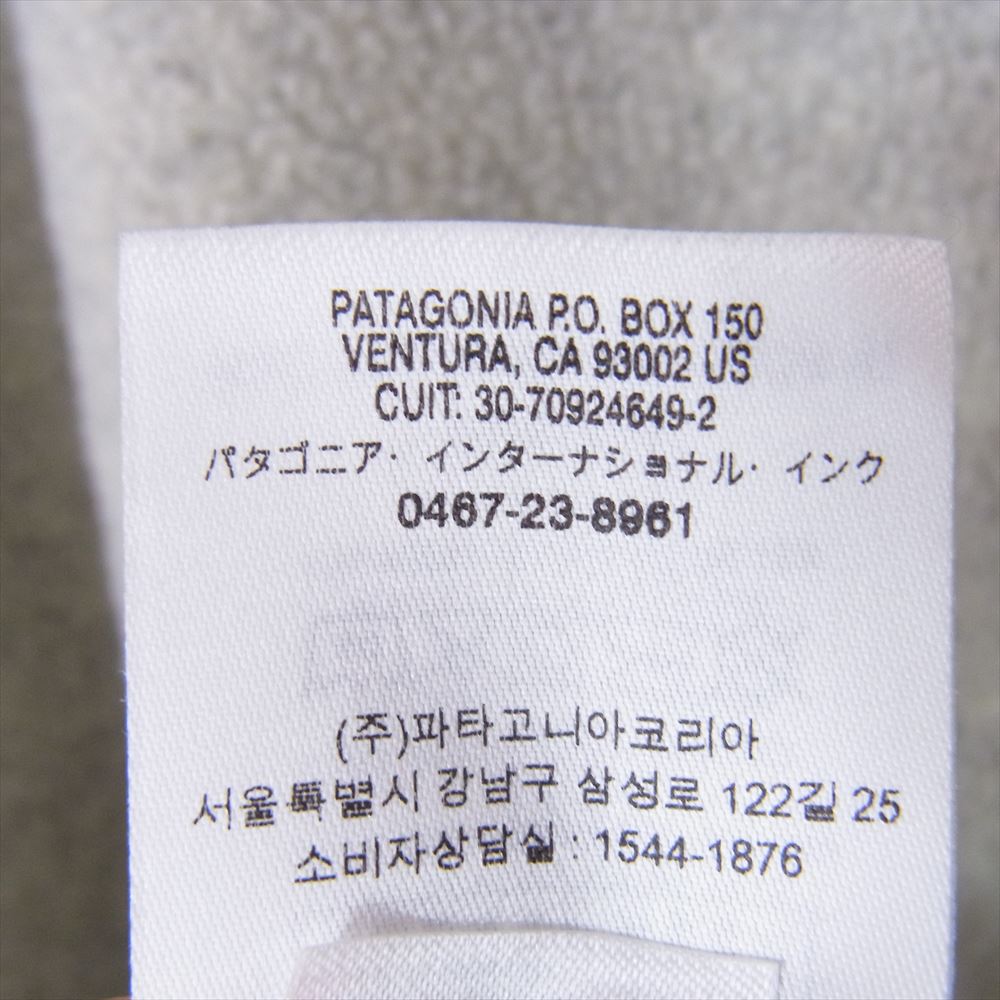 PATAGONIA P.O. BOX 150
VENTURA, CA 93002 US
CUIT: 30-70924649-2
パタゴニア・インターナショナル・インク
0467-23-8961
(주)파타고니아코리아
서울특별시 강남구 삼성로 122길 25
소비자상담실 : 1544-1876